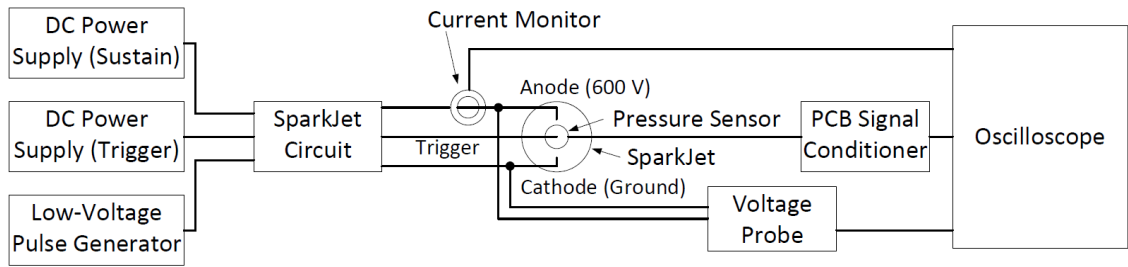 DC Power
Supply (Sustain)
Current Monitor
Anode (600 V)
DC Power
Supply (Trigger)
SparkJet
Circuit
Trigger
Pressure Sensor
SparkJet
PCB Signal
Conditioner
Oscilloscope
Cathode (Ground)
Low-Voltage
Pulse Generator
Voltage
Probe